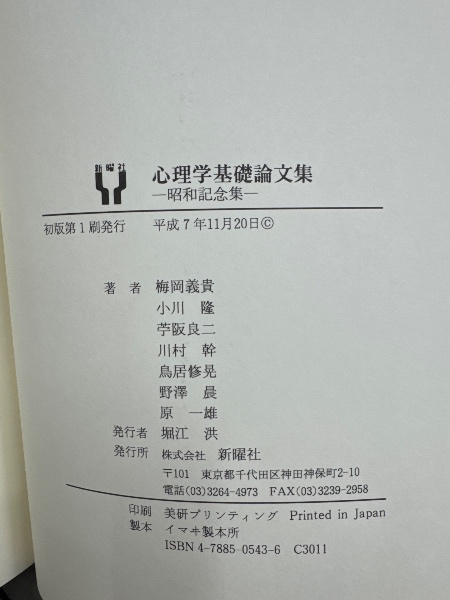 新曜社
心理学基礎論文集
―昭和記念集―
初版第1刷発行 平成7年11月20日©
著者 梅岡義貴
小川 隆
苧阪良二
川村 幹
鳥居修晃
野澤 晨
原 一雄
発行者 堀江 洪
発行所 株式会社 新曜社
〒101 東京都千代田区神田神保町2-10
電話(03)3264-4973 FAX(03)3239-2958
印刷 美研プリンティング Printed in Japan
製本 イマヰ製本所
ISBN 4-7885-0543-6 C3011